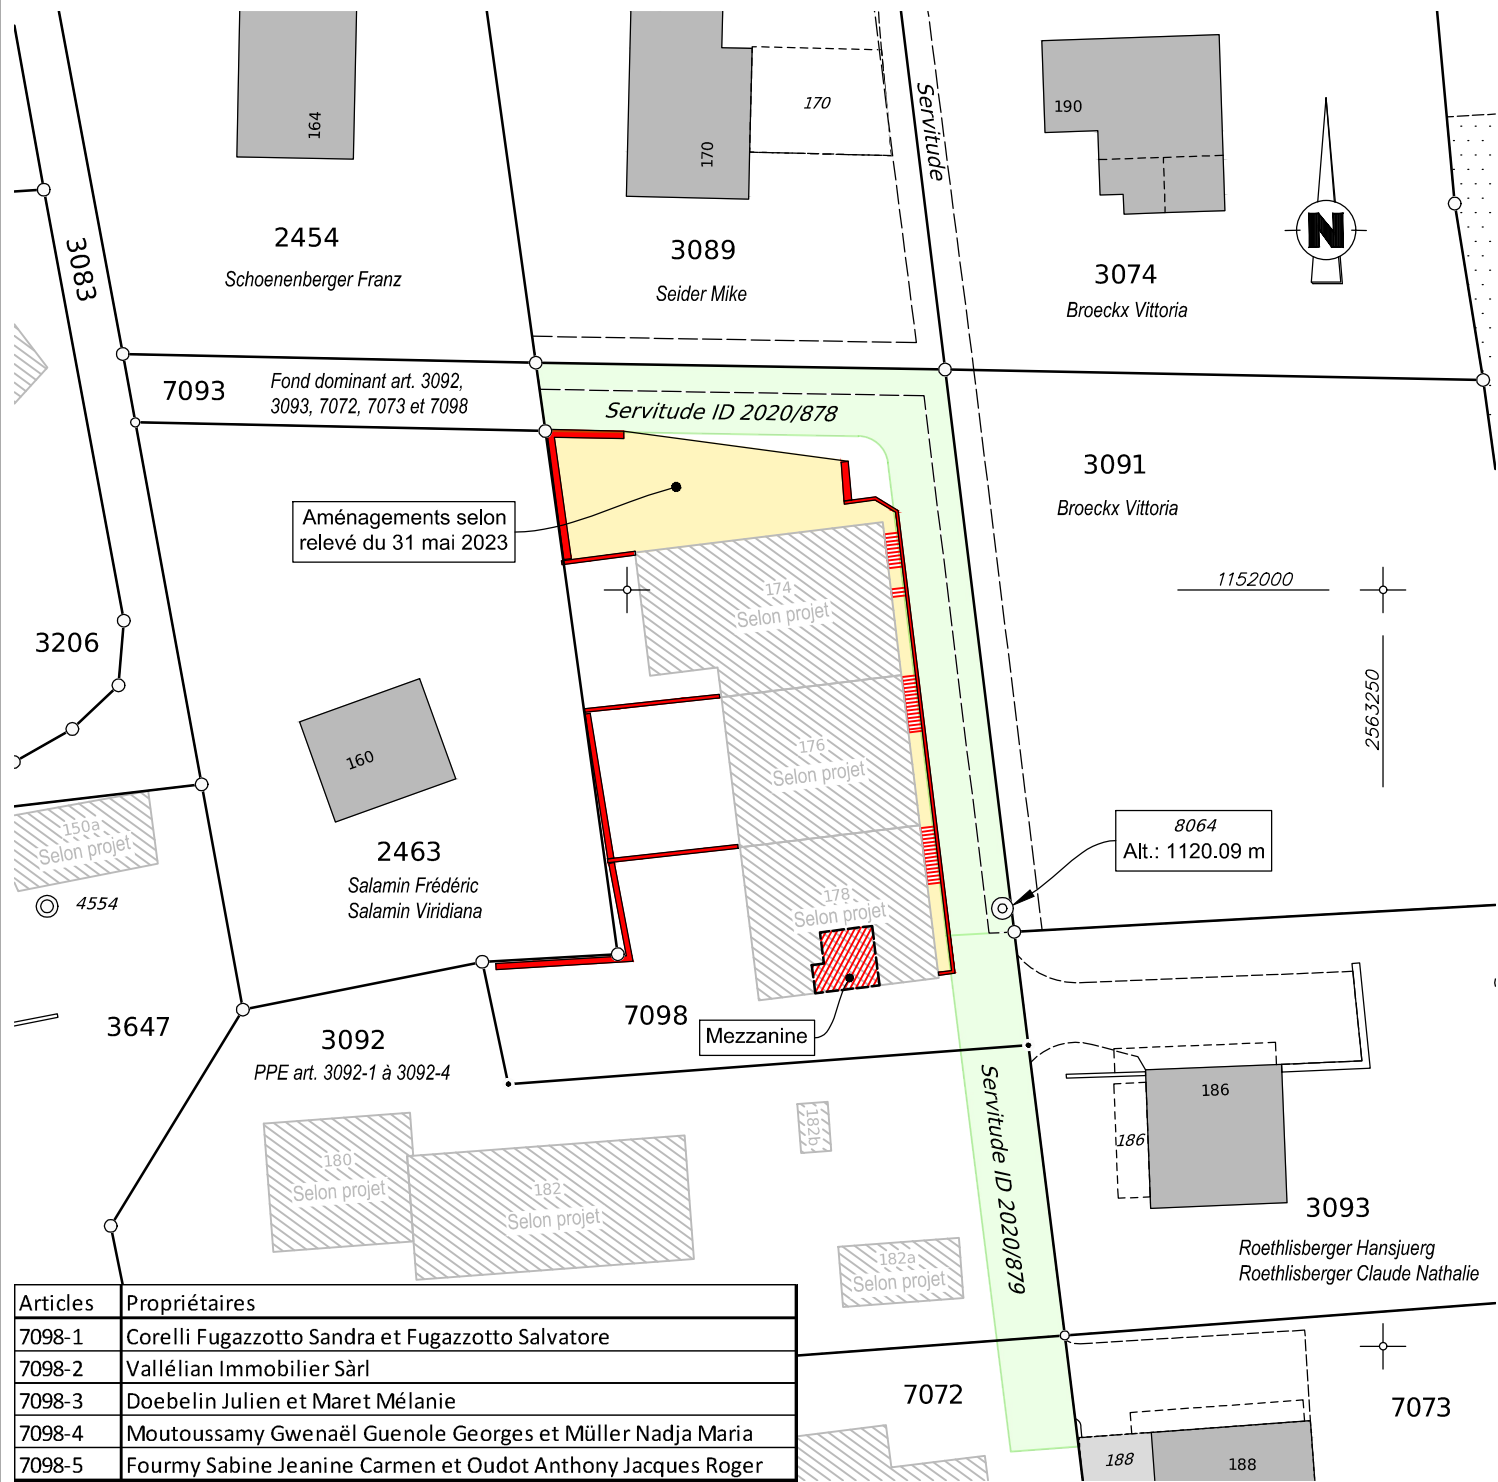 164
170
170
190
Servitude
N
2454
Schoenenberger Franz
3089
Seider Mike
3074
Broeckx Vittoria
3083
7093
Fond dominant art. 3092,
3093, 7072, 7073 et 7098
Servitude ID 2020/878
3091
Broeckx Vittoria
Aménagements selon
relevé du 31 mai 2023
174
Selon projet
1152000
2563250
3206
160
176
Selon projet
150a
Selon projet
4554
2463
Salamin Frédéric
Salamin Viridiana
8064
Alt.: 1120.09 m
178
Selon projet
3647
3092
PPE art. 3092-1 à 3092-4
7098
Mezzanine
Servitude ID 2020/879
180
Selon projet
182
Selon projet
182b
182a
Selon projet
186
186
3093
Roethlisberger Hansjuerg
Roethlisberger Claude Nathalie
Articles Propriétaires
7098-1 Corelli Fugazzotto Sandra et Fugazzotto Salvatore
7098-2 Vallélian Immobilier Sàrl
7098-3 Doebelin Julien et Maret Mélanie
7098-4 Moutoussamy Gwenaël Guenole Georges et Müller Nadja Maria
7098-5 Fourmy Sabine Jeanine Carmen et Oudot Anthony Jacques Roger
7072
7073
188
188